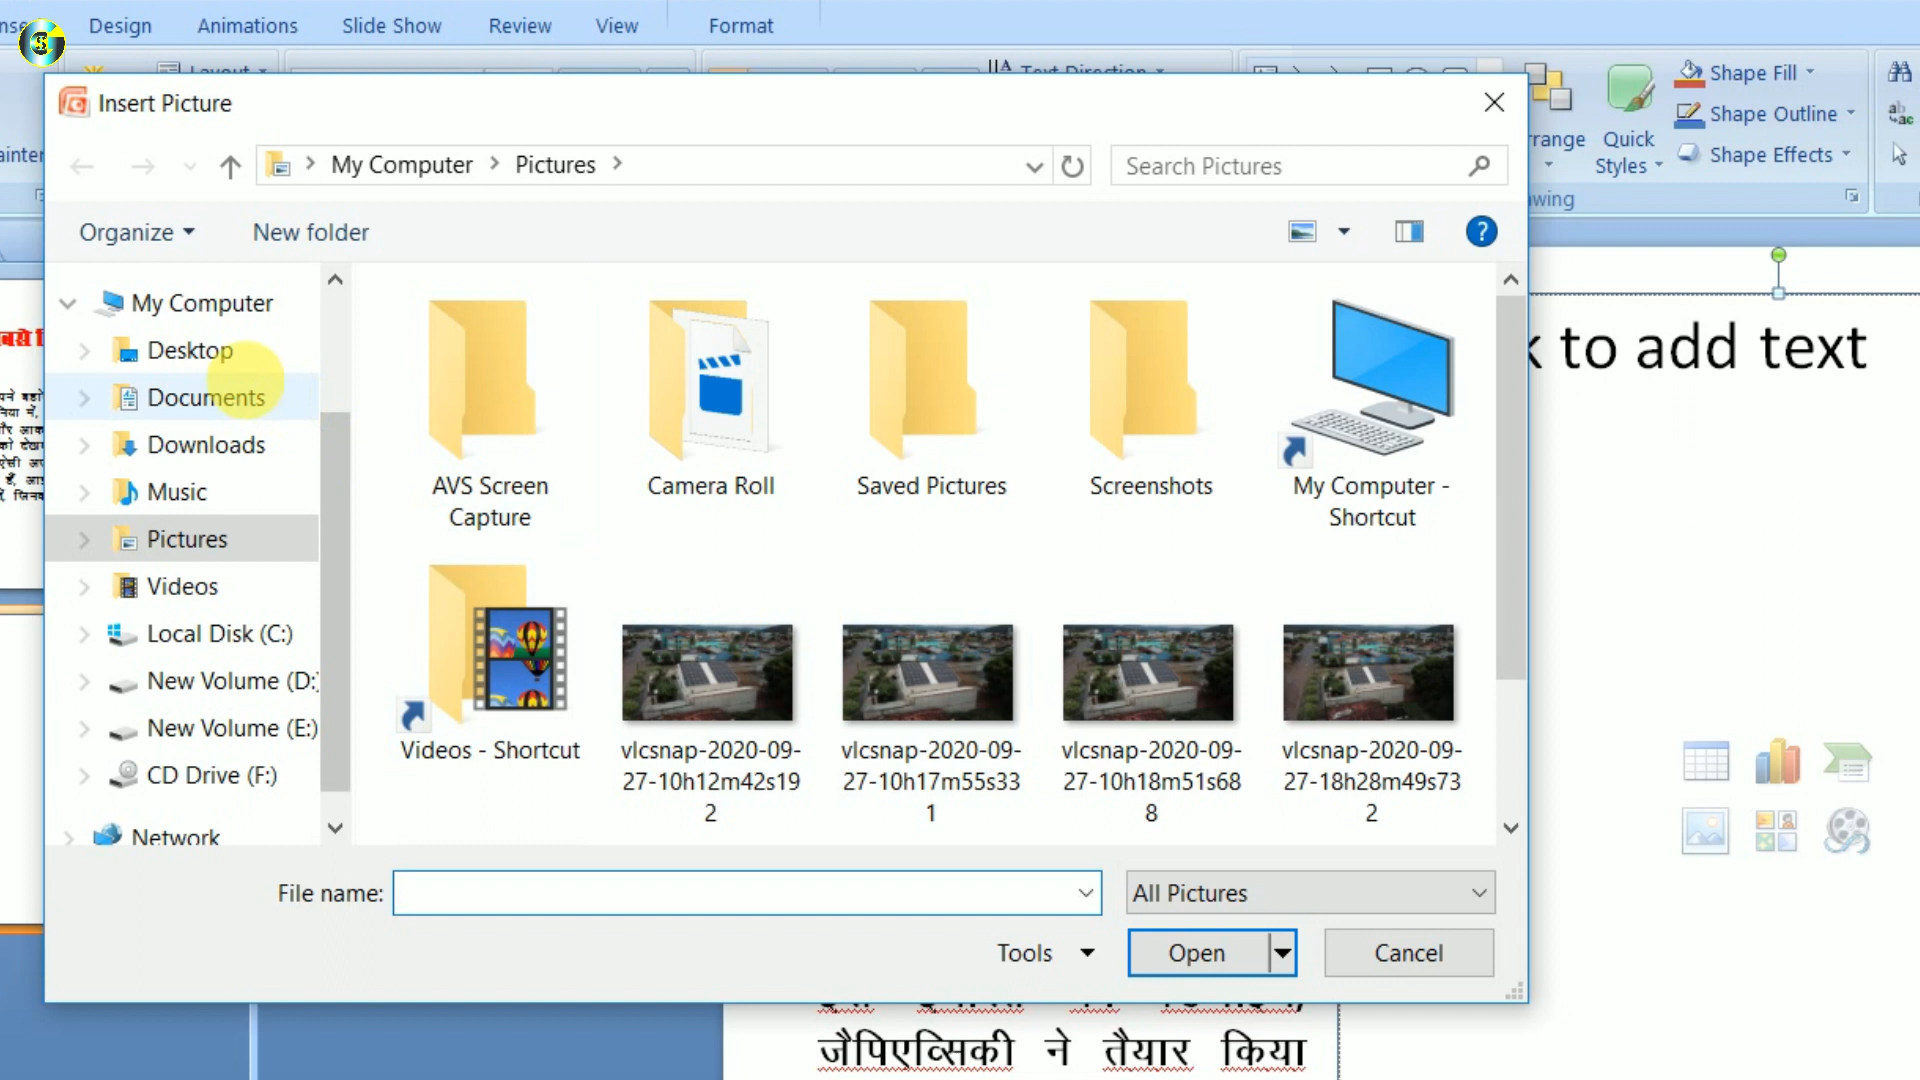 Design Animations Slide Show Review View Format
Layout
Text Direction
Shape Fill
Shape Outline
Shape Effects
Quick
Styles
Insert Picture
My Computer
Pictures
Search Pictures
Organize
New folder
My Computer
Desktop
Documents
Downloads
Music
Pictures
Videos
Local Disk (C:)
New Volume (D:)
New Volume (E:)
CD Drive (F:)
Network
AVS Screen
Capture
Camera Roll
Saved Pictures
Screenshots
My Computer -
Shortcut
Videos - Shortcut
vlcsnap-2020-09-
27-10h12m42s19
2
vlcsnap-2020-09-
27-10h17m55s33
1
vlcsnap-2020-09-
27-10h18m51s68
8
vlcsnap-2020-09-
27-18h28m49s73
2
File name:
All Pictures
Tools
Open
Cancel
to add text
जैपिएव्सिकी ने तैयार किया